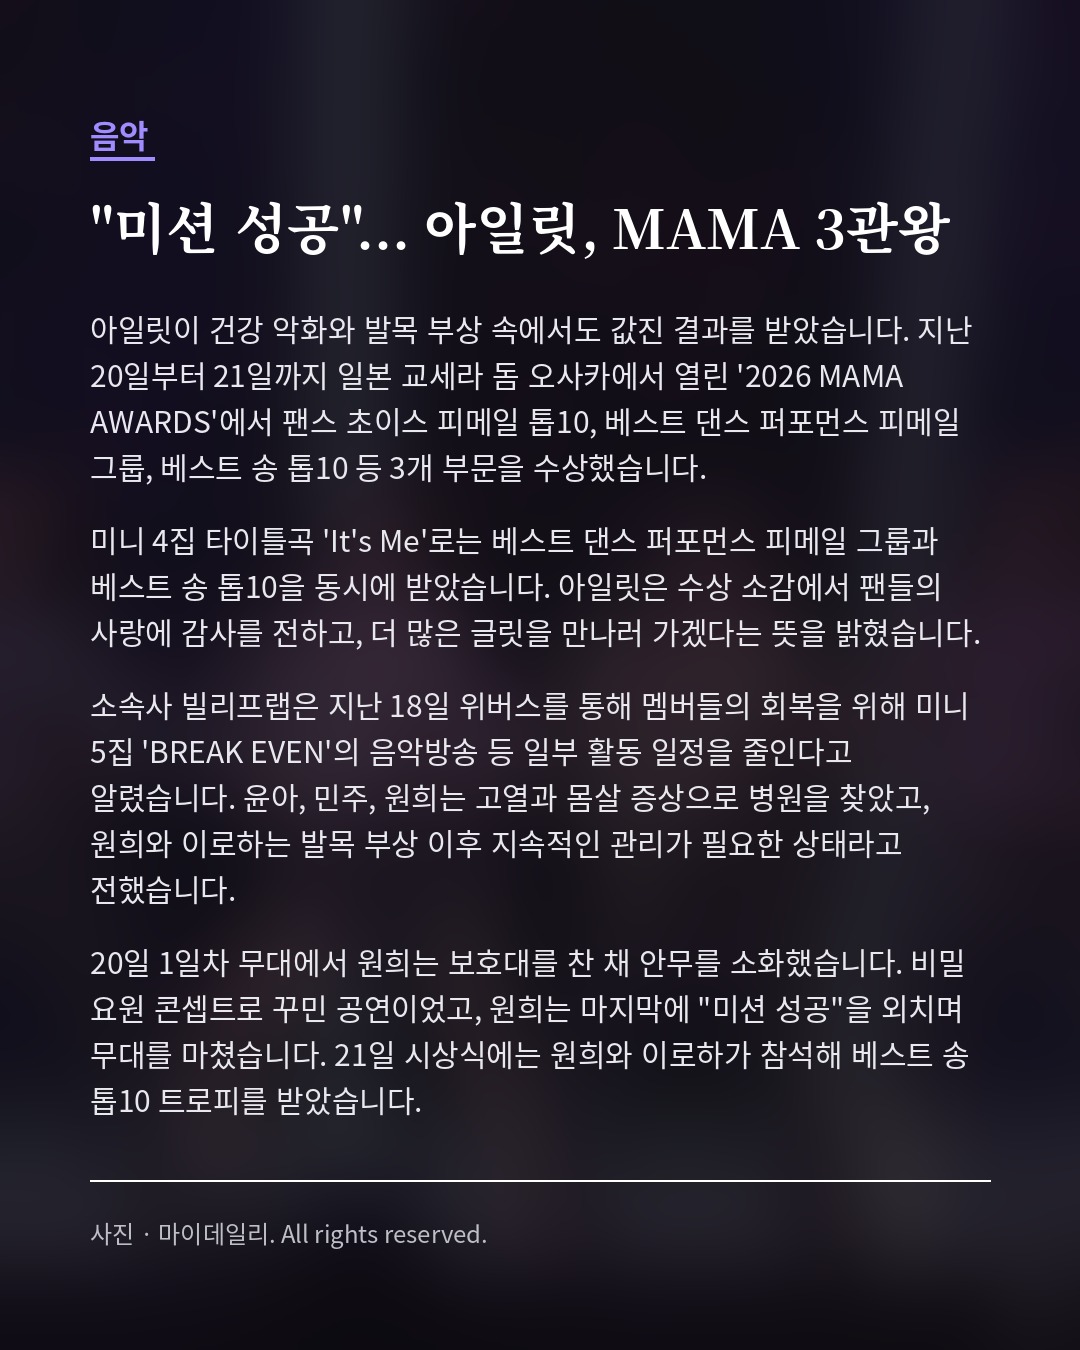 음악
"미션 성공"... 아일릿, MAMA 3관왕
아일릿이 건강 악화와 발목 부상 속에서도 값진 결과를 받았습니다. 지난
20일부터 21일까지 일본 교세라 돔 오사카에서 열린 '2026 MAMA
AWARDS'에서 팬스 초이스 피메일 톱10, 베스트 댄스 퍼포먼스 피메일
그룹, 베스트 송 톱10 등 3개 부문을 수상했습니다.
미니 4집 타이틀곡 'It's Me'로는 베스트 댄스 퍼포먼스 피메일 그룹과
베스트 송 톱10을 동시에 받았습니다. 아일릿은 수상 소감에서 팬들의
사랑에 감사를 전하고, 더 많은 글릿을 만나러 가겠다는 뜻을 밝혔습니다.
소속사 빌리프랩은 지난 18일 위버스를 통해 멤버들의 회복을 위해 미니
5집 'BREAK EVEN'의 음악방송 등 일부 활동 일정을 줄인다고
알렸습니다. 윤아, 민주, 원희는 고열과 몸살 증상으로 병원을 찾았고,
원희와 이로하는 발목 부상 이후 지속적인 관리가 필요한 상태라고
전했습니다.
20일 1일차 무대에서 원희는 보호대를 찬 채 안무를 소화했습니다. 비밀
요원 콘셉트로 꾸민 공연이었고, 원희는 마지막에 "미션 성공"을 외치며
무대를 마쳤습니다. 21일 시상식에는 원희와 이로하가 참석해 베스트 송
톱10 트로피를 받았습니다.
사진 · 마이데일리. All rights reserved.